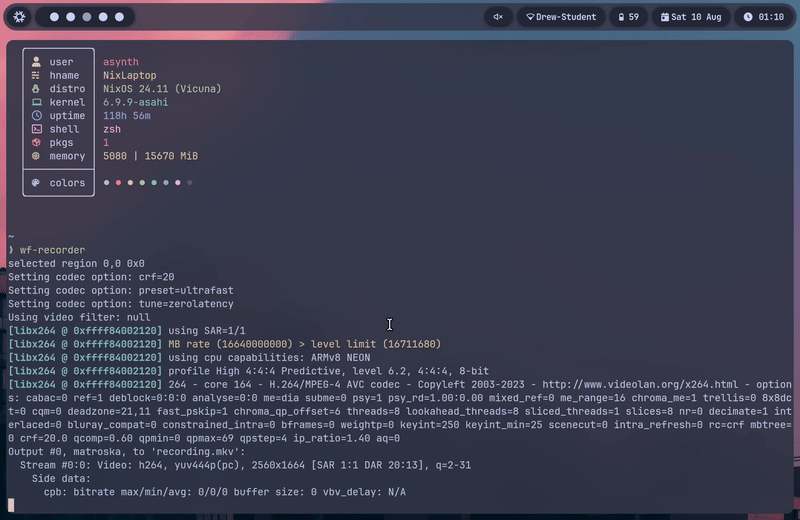 Drew-Student
59
Sat 10 Aug
01:10
user asynth
hname NixLaptop
distro NixOS 24.11 (Vicuna)
kernel 6.9.9-asahi
uptime 118h 56m
shell zsh
pkgs 1
memory 5080 | 15670 MiB
colors
~
❯ wf-recorder
selected region 0,0 0x0
Setting codec option: crf=20
Setting codec option: preset=ultrafast
Setting codec option: tune=zerolatency
Using video filter: null
[libx264 @ 0xffff84002120] using SAR=1/1
[libx264 @ 0xffff84002120] MB rate (16640000000) > level limit (16711680)
[libx264 @ 0xffff84002120] using cpu capabilities: ARMv8 NEON
[libx264 @ 0xffff84002120] profile High 4:4:4 Predictive, level 6.2, 4:4:4, 8-bit
[libx264 @ 0xffff84002120] 264 - core 164 - H.264/MPEG-4 AVC codec - Copyleft 2003-2023 - http://www.videolan.org/x264.html - option
s: cabac=0 ref=1 deblock=0:0:0 analyse=0:0 me=dia subme=0 psy=1 psy_rd=1.00:0.00 mixed_ref=0 me_range=16 chroma_me=1 trellis=0 8x8dc
t=0 cqm=0 deadzone=21,11 fast_pskip=1 chroma_qp_offset=6 threads=8 lookahead_threads=8 sliced_threads=1 slices=8 nr=0 decimate=1 int
erlaced=0 bluray_compat=0 constrained_intra=0 bframes=0 weightp=0 keyint=250 keyint_min=25 scenecut=0 intra_refresh=0 rc=crf mbtree=
0 crf=20.0 qcomp=0.60 qpmin=0 qpmax=69 qpstep=4 ip_ratio=1.40 aq=0
Output #0, matroska, to 'recording.mkv':
Stream #0:0: Video: h264, yuv444p(pc), 2560x1664 [SAR 1:1 DAR 20:13], q=2-31
Side data:
cpb: bitrate max/min/avg: 0/0/0 buffer size: 0 vbv_delay: N/A